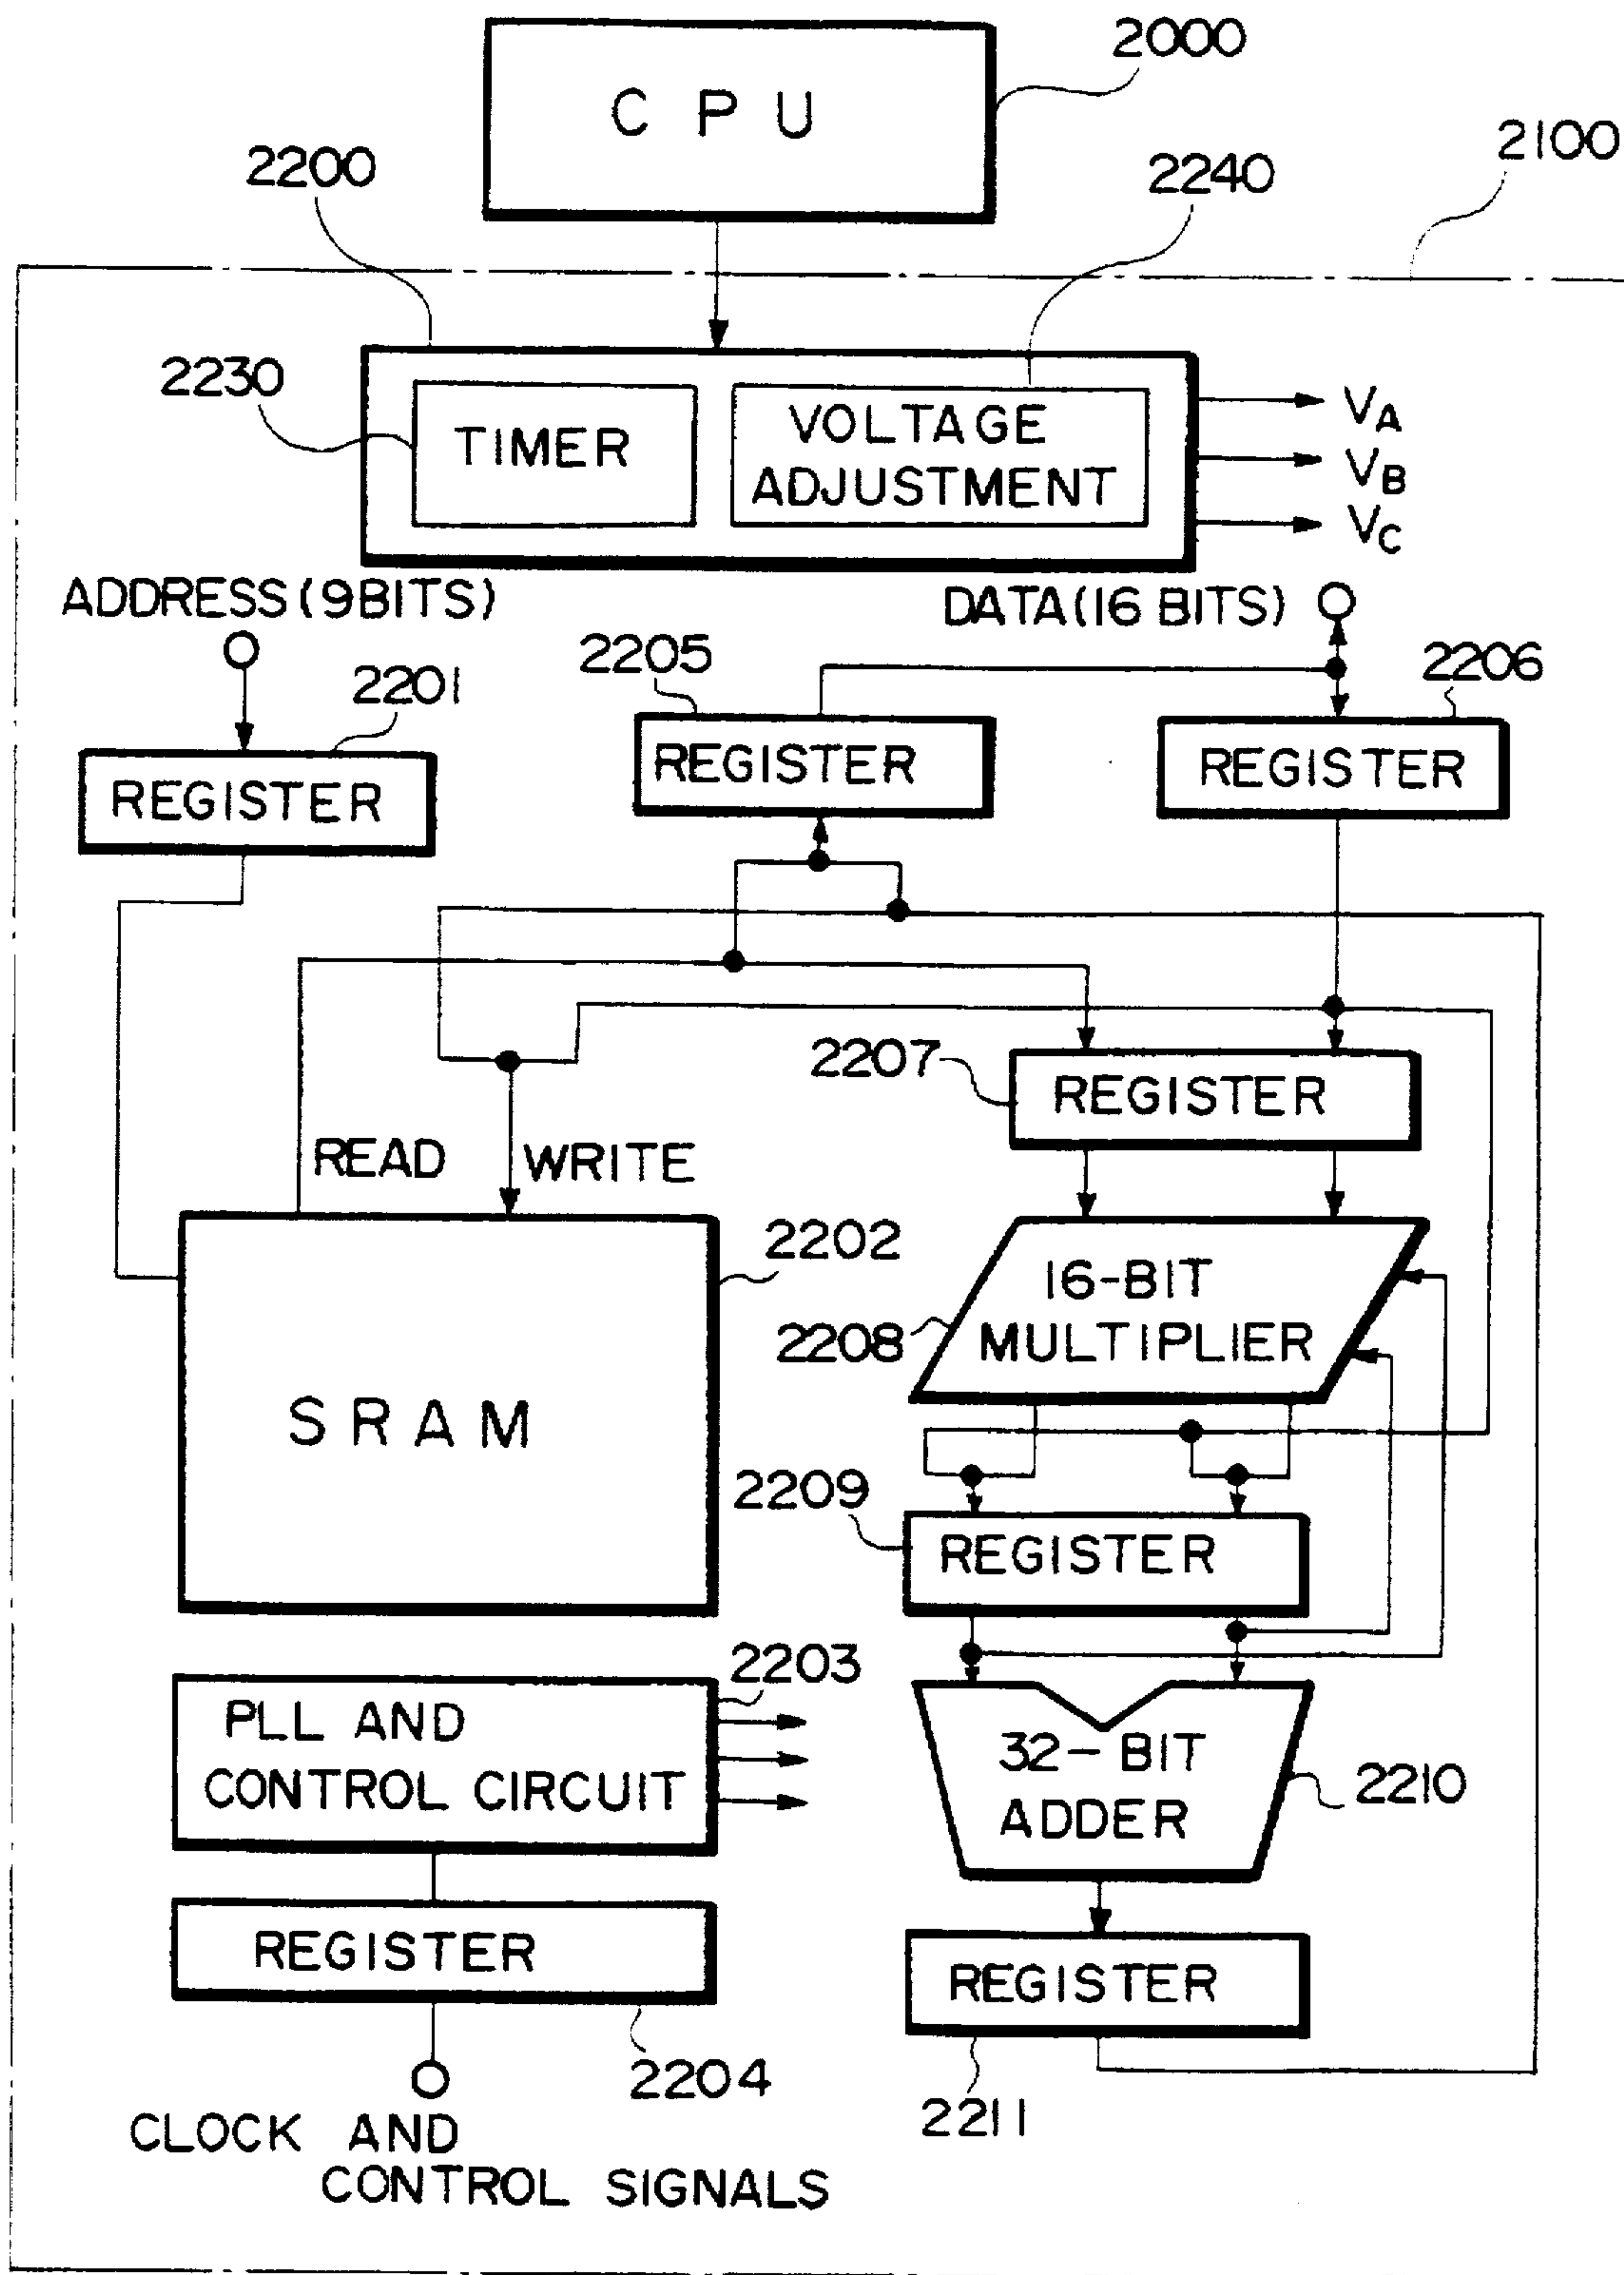 2000
C P U
2100
2200
2240
2230
TIMER
VOLTAGE
ADJUSTMENT
VA
VB
VC
ADDRESS(9BITS)
DATA(16 BITS)
2205
2206
2201
REGISTER
REGISTER
REGISTER
2207
REGISTER
READ
WRITE
2202
16-BIT
MULTIPLIER
2208
S R A M
2209
REGISTER
2203
PLL AND
CONTROL CIRCUIT
32-BIT
ADDER
2210
REGISTER
REGISTER
2204
2211
CLOCK AND
CONTROL SIGNALS